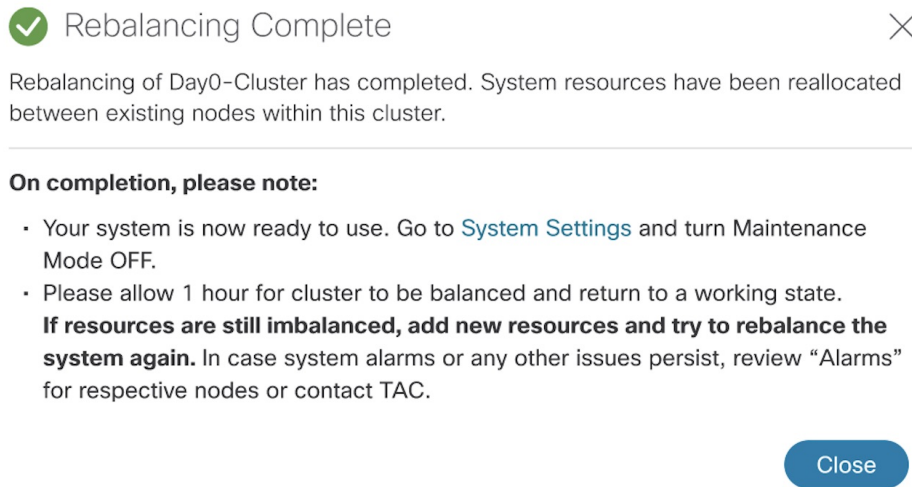 Rebalancing Complete
Rebalancing of Day0-Cluster has completed. System resources have been reallocated
between existing nodes within this cluster.
On completion, please note:
· Your system is now ready to use. Go to System Settings and turn Maintenance
Mode OFF.
· Please allow 1 hour for cluster to be balanced and return to a working state.
If resources are still imbalanced, add new resources and try to rebalance the
system again. In case system alarms or any other issues persist, review “Alarms”
for respective nodes or contact TAC.
Close